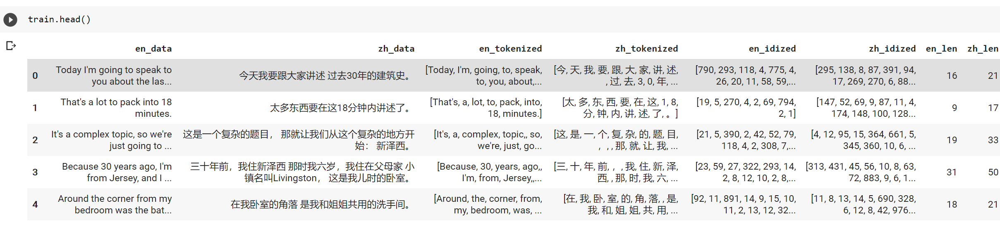 train.head()
en_data zh_data en_tokenized zh_tokenized en_idized zh_idized en_len zh_len
0 Today I'm going to speak to you about the las... 今天我要跟大家讲述 过去30年的建筑史。 [Today, I'm, going, to, speak, to, you, about,... [今, 天, 我, 要, 跟, 大, 家, 讲, 述, , 过, 去, 3, 0, 年, ... [790, 293, 118, 4, 775, 4, 26, 20, 11, 58, 59,... [295, 138, 8, 87, 391, 94, 17, 269, 270, 6, 88... 16 21
1 That's a lot to pack into 18 minutes. 太多东西要在这18分钟内讲述了。 [That's, a, lot, to, pack, into, 18, minutes.] [太, 多, 东, 西, 要, 在, 这, 1, 8, 分, 钟, 内, 讲, 述, 了, 。] [19, 5, 270, 4, 2, 69, 794, 2, 1] [147, 52, 69, 9, 87, 11, 4, 174, 148, 100, 128... 9 17
2 It's a complex topic, so we're just going to ... 这是一个复杂的题目， 那就让我们从这个复杂的地方开始： 新泽西。 [It's, a, complex, topic,, so, we're, just, go... [这, 是, 一, 个, 复, 杂, 的, 题, 目, ，, , 那, 就, 让, 我, ... [21, 5, 390, 2, 42, 52, 79, 118, 4, 2, 308, 7,... [4, 12, 95, 15, 364, 661, 5, 345, 360, 10, 6, ... 19 33
3 Because 30 years ago, I'm from Jersey, and I ... 三十年前，我住新泽西 那时我六岁，我住在父母家 小镇名叫Livingston， 这是我儿时的卧室。 [Because, 30, years, ago,, I'm, from, Jersey,,... [三, 十, 年, 前, ，, 我, 住, 新, 泽, 西, , 那, 时, 我, 六, ... [23, 59, 27, 322, 293, 14, 2, 8, 12, 10, 2, 8,... [313, 431, 45, 56, 10, 8, 63, 72, 883, 9, 6, 1... 31 50
4 Around the corner from my bedroom was the bat... 在我卧室的角落 是我和姐姐共用的洗手间。 [Around, the, corner, from, my, bedroom, was, ... [在, 我, 卧, 室, 的, 角, 落, , 是, 我, 和, 姐, 姐, 共, 用, ... [92, 11, 891, 14, 9, 15, 10, 11, 2, 13, 12, 32... [11, 8, 13, 14, 5, 690, 328, 6, 12, 8, 42, 976... 18 21